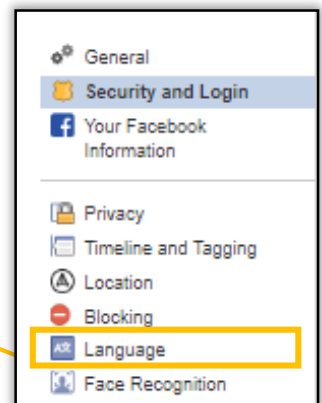 General
Security and Login
Your Facebook
Information
Privacy
Timeline and Tagging
Location
Blocking
Language
Face Recognition